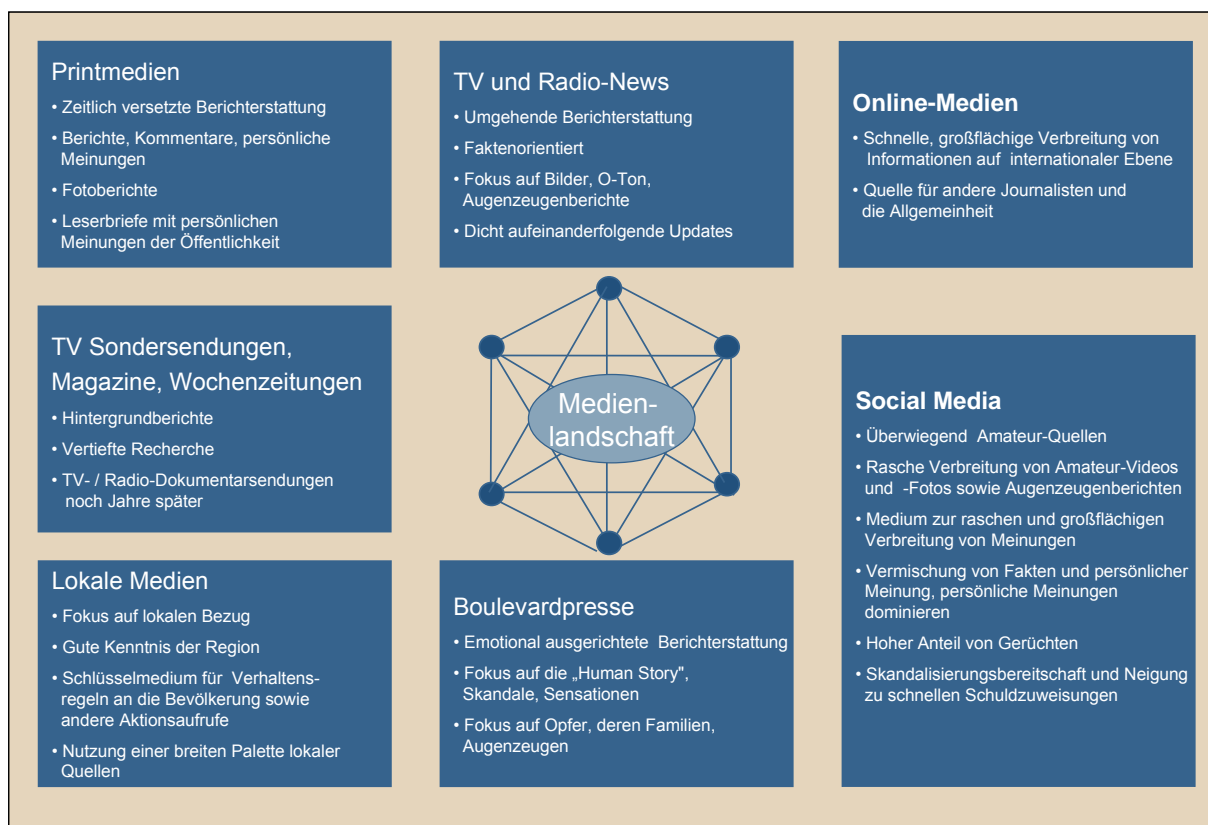 Printmedien
• Zeitlich versetzte Berichterstattung
• Berichte, Kommentare, persönliche
Meinungen
• Fotoberichte
• Leserbriefe mit persönlichen
Meinungen der Öffentlichkeit
TV und Radio-News
• Umgehende Berichterstattung
• Faktenorientiert
• Fokus auf Bilder, O-Ton,
Augenzeugenberichte
• Dicht aufeinanderfolgende Updates
Online-Medien
• Schnelle, großflächige Verbreitung von
Informationen auf internationaler Ebene
• Quelle für andere Journalisten und
die Allgemeinheit
TV Sondersendungen,
Magazine, Wochenzeitungen
• Hintergrundberichte
• Vertiefte Recherche
• TV- / Radio-Dokumentarsendungen
noch Jahre später
Medien-
landschaft
Social Media
• Überwiegend Amateur-Quellen
• Rasche Verbreitung von Amateur-Videos
und -Fotos sowie Augenzeugenberichten
• Medium zur raschen und großflächigen
Verbreitung von Meinungen
• Vermischung von Fakten und persönlicher
Meinung, persönliche Meinungen
dominieren
• Hoher Anteil von Gerüchten
• Skandalisierungsbereitschaft und Neigung
zu schnellen Schuldzuweisungen
Lokale Medien
• Fokus auf lokalen Bezug
• Gute Kenntnis der Region
• Schlüsselmedium für Verhaltens-
regeln an die Bevölkerung sowie
andere Aktionsaufrufe
• Nutzung einer breiten Palette lokaler
Quellen
Boulevardpresse
• Emotional ausgerichtete Berichterstattung
• Fokus auf die „Human Story",
Skandale, Sensationen
• Fokus auf Opfer, deren Familien,
Augenzeugen